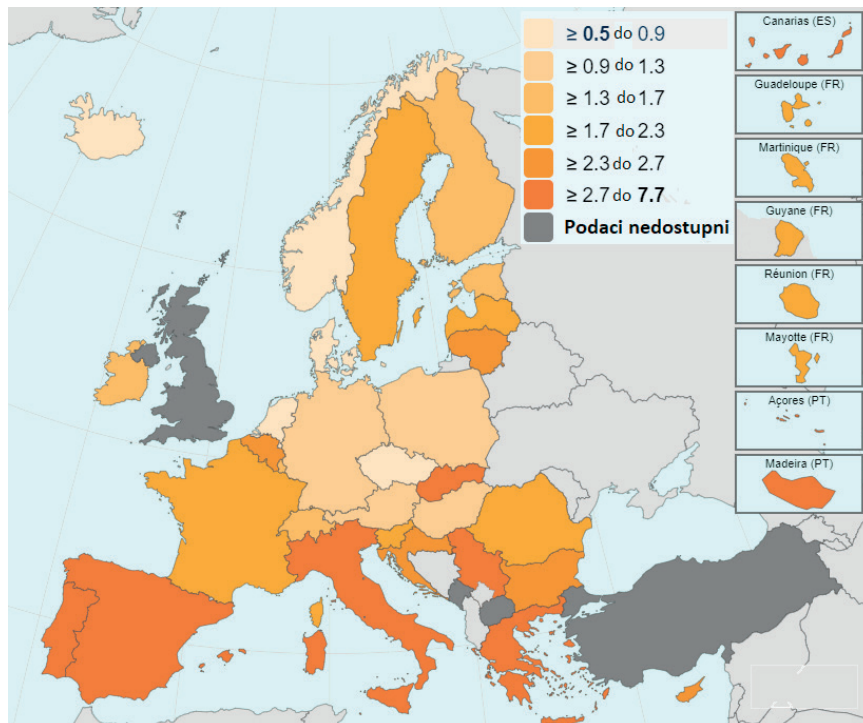 ≥ 0.5 do 0.9
≥ 0.9 do 1.3
≥ 1.3 do 1.7
≥ 1.7 do 2.3
≥ 2.3 do 2.7
≥ 2.7 do 7.7
Podaci nedostupni
Canarias (ES)
Guadeloupe (FR)
Martinique (FR)
Guyane (FR)
Réunion (FR)
Mayotte (FR)
Açores (PT)
Madeira (PT)